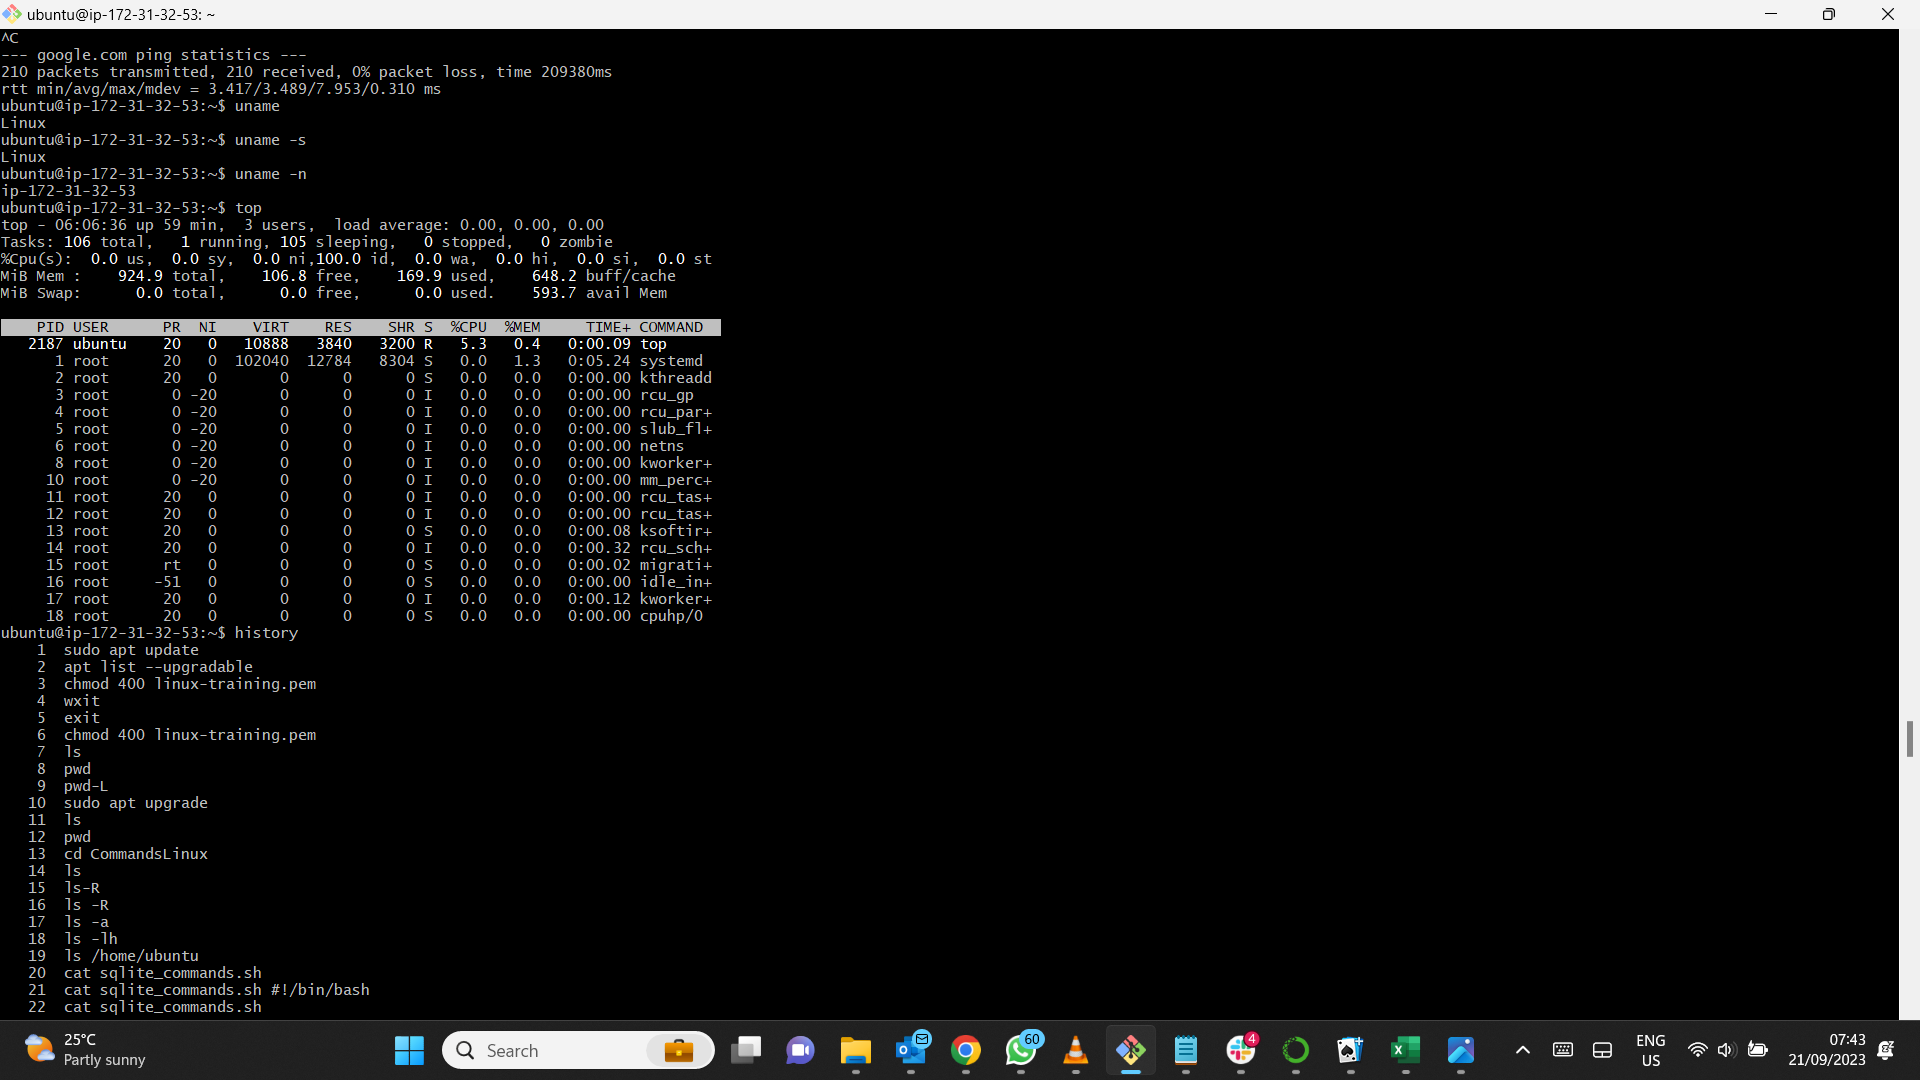 ubuntu@ip-172-31-32-53: ~
^C
--- google.com ping statistics ---
210 packets transmitted, 210 received, 0% packet loss, time 209380ms
rtt min/avg/max/mdev = 3.417/3.489/7.953/0.310 ms
ubuntu@ip-172-31-32-53:~$ uname
Linux
ubuntu@ip-172-31-32-53:~$ uname -s
Linux
ubuntu@ip-172-31-32-53:~$ uname -n
ip-172-31-32-53
ubuntu@ip-172-31-32-53:~$ top
top - 06:06:36 up 59 min,  3 users,  load average: 0.00, 0.00, 0.00
Tasks: 106 total,   1 running, 105 sleeping,   0 stopped,   0 zombie
%Cpu(s):  0.0 us,  0.0 sy,  0.0 ni,100.0 id,  0.0 wa,  0.0 hi,  0.0 si,  0.0 st
MiB Mem :    924.9 total,    106.8 free,    169.9 used,    648.2 buff/cache
MiB Swap:      0.0 total,      0.0 free,      0.0 used.    593.7 avail Mem
    PID USER      PR  NI    VIRT    RES    SHR S  %CPU  %MEM     TIME+ COMMAND
   2187 ubuntu    20   0   10888   3840   3200 R   5.3   0.4   0:00.09 top
      1 root      20   0  102040  12784   8304 S   0.0   1.3   0:05.24 systemd
      2 root      20   0       0      0      0 S   0.0   0.0   0:00.00 kthreadd
      3 root       0 -20       0      0      0 I   0.0   0.0   0:00.00 rcu_gp
      4 root       0 -20       0      0      0 I   0.0   0.0   0:00.00 rcu_par+
      5 root       0 -20       0      0      0 I   0.0   0.0   0:00.00 slub_fl+
      6 root       0 -20       0      0      0 I   0.0   0.0   0:00.00 netns
      8 root       0 -20       0      0      0 I   0.0   0.0   0:00.00 kworker+
     10 root       0 -20       0      0      0 I   0.0   0.0   0:00.00 mm_perc+
     11 root      20   0       0      0      0 I   0.0   0.0   0:00.00 rcu_tas+
     12 root      20   0       0      0      0 I   0.0   0.0   0:00.00 rcu_tas+
     13 root      20   0       0      0      0 S   0.0   0.0   0:00.08 ksoftir+
     14 root      20   0       0      0      0 I   0.0   0.0   0:00.32 rcu_sch+
     15 root      rt   0       0      0      0 S   0.0   0.0   0:00.02 migrati+
     16 root     -51   0       0      0      0 S   0.0   0.0   0:00.00 idle_in+
     17 root      20   0       0      0      0 I   0.0   0.0   0:00.12 kworker+
     18 root      20   0       0      0      0 S   0.0   0.0   0:00.00 cpuhp/0
ubuntu@ip-172-31-32-53:~$ history
    1  sudo apt update
    2  apt list --upgradable
    3  chmod 400 linux-training.pem
    4  wxit
    5  exit
    6  chmod 400 linux-training.pem
    7  ls
    8  pwd
    9  pwd-L
   10  sudo apt upgrade
   11  ls
   12  pwd
   13  cd CommandsLinux
   14  ls
   15  ls-R
   16  ls -R
   17  ls -a
   18  ls -lh
   19  ls /home/ubuntu
   20  cat sqlite_commands.sh
   21  cat sqlite_commands.sh #!/bin/bash
   22  cat sqlite_commands.sh
25°C
Partly sunny
Search
60
4
ENG
US
07:43
21/09/2023